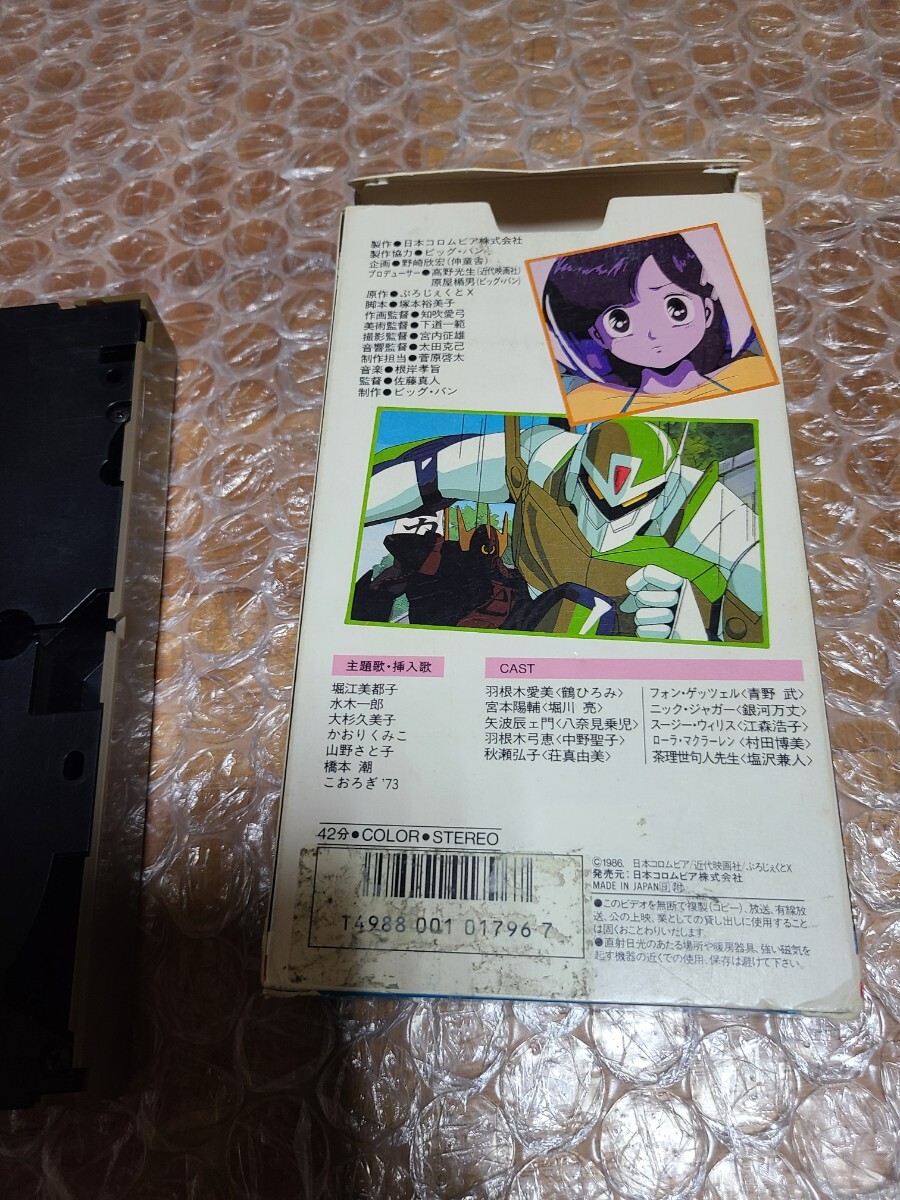 製作●日本コロムビア株式会社
製作協力●ビッグ・バン
企画●野崎欣宏(仲童舎)
プロデューサー●高野光生(近代映画社)
原屋楯男(ビッグ・バン)
原作●ぷろじぇくとX
脚本●塚本裕美子
作画監督●知吹愛弓
美術監督●下道一範
撮影監督●宮内征雄
音響監督●太田克己
制作担当●菅原啓太
音楽●根岸孝旨
監督●佐藤真人
制作●ビッグ・バン
カ
主題歌・挿入歌
堀江美都子
水木一郎
大杉久美子
かおりくみこ
山野さと子
橋本 潮
こおろぎ '73
CAST
羽根木愛美〈鶴ひろみ〉
宮本陽輔〈堀川 亮〉
矢波辰ェ門〈八奈見乗児〉
羽根木弓恵〈中野聖子〉
秋瀬弘子〈荘真由美〉
フォン・ゲッツェル〈青野 武〉
ニック・ジャガー〈銀河万丈〉
スージー・ウィリス〈江森浩子〉
ローラ・マクラーレン〈村田博美〉
茶理世句人先生〈塩沢兼人〉
42分●COLOR●STEREO
T4988 001 01796 7
©1986. 日本コロムビア/近代映画社/ぷろじぇくとX
発売元:日本コロムビア株式会社
MADE IN JAPAN
●このビデオを無断で複製(コピー)、放送、有線放
送、公の上映、業としての貸し出しに使用すること
は固くおことわりいたします。
●直射日光のあたる場所や暖房器具、強い磁気を
起す機器の近くでの使用、保存は避けて下さい。